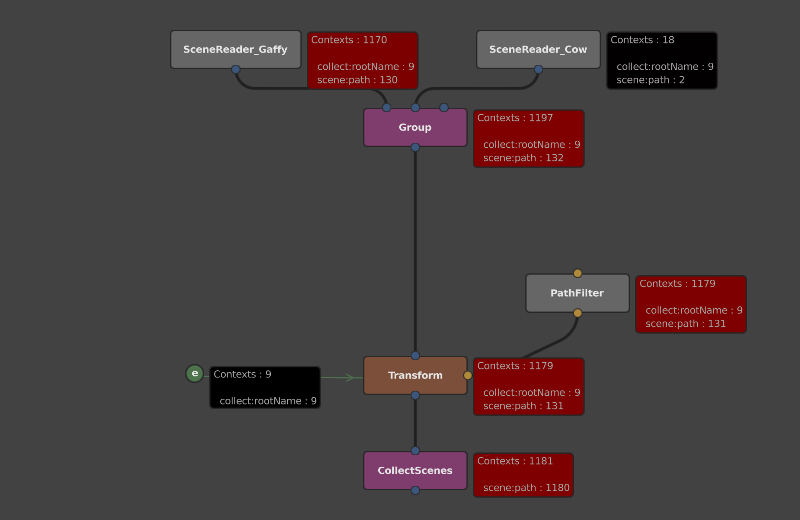 SceneReader_Gaffy
Contexts : 1170
collect:rootName : 9
scene:path : 130
SceneReader_Cow
Contexts : 18
collect:rootName : 9
scene:path : 2
Group
Contexts : 1197
collect:rootName : 9
scene:path : 132
PathFilter
Contexts : 1179
collect:rootName : 9
scene:path : 131
e
Contexts : 9
collect:rootName : 9
Transform
Contexts : 1179
collect:rootName : 9
scene:path : 131
CollectScenes
Contexts : 1181
scene:path : 1180